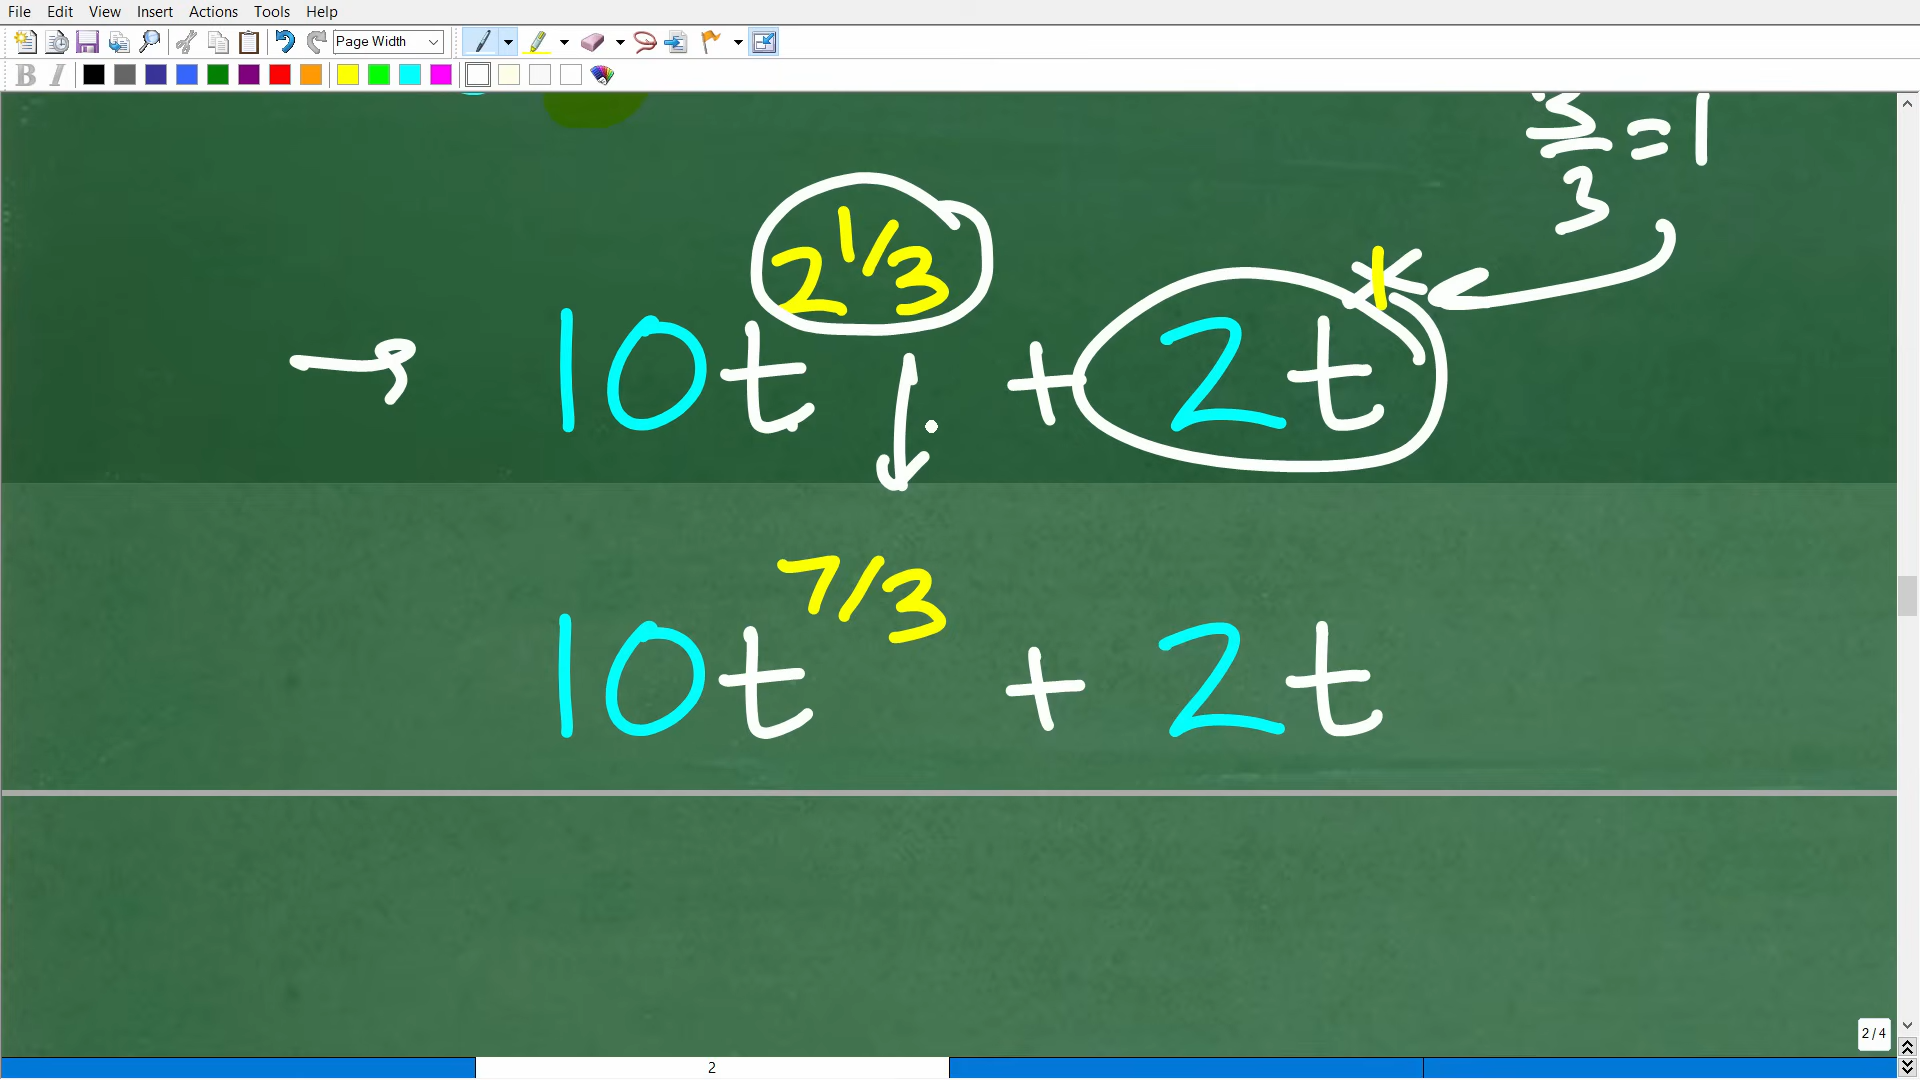 File Edit View Insert Actions Tools Help
Page Width
B I
3/3 = 1
→ 10t^(2 1/3) + 2t^1
10t^(7/3) + 2t
2 / 4
2